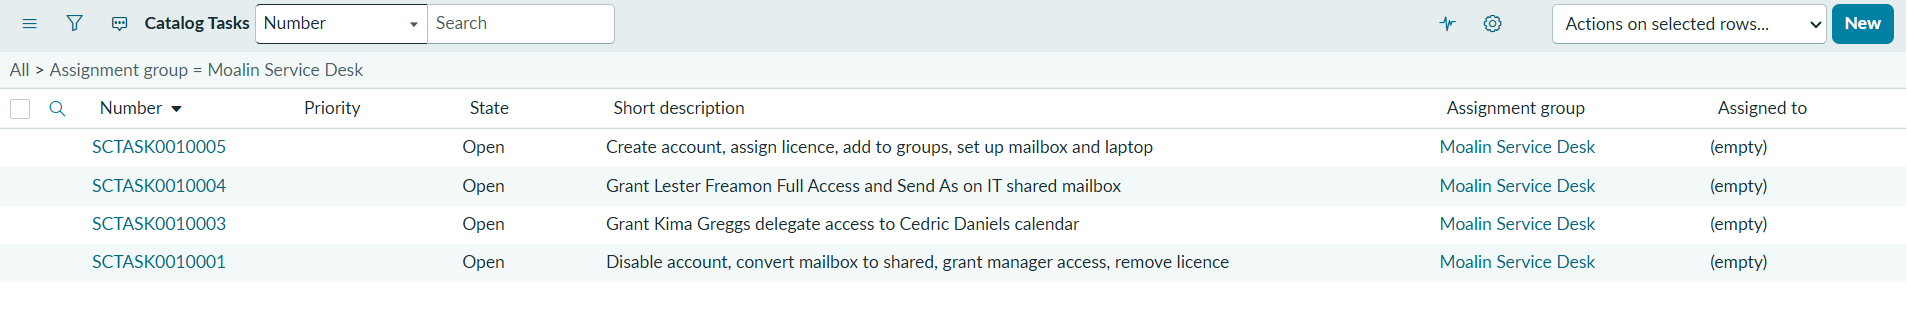 Catalog Tasks Number Search Actions on selected rows... New
All > Assignment group = Moalin Service Desk
Number Priority State Short description Assignment group Assigned to
SCTASK0010005 Open Create account, assign licence, add to groups, set up mailbox and laptop Moalin Service Desk (empty)
SCTASK0010004 Open Grant Lester Freamon Full Access and Send As on IT shared mailbox Moalin Service Desk (empty)
SCTASK0010003 Open Grant Kima Greggs delegate access to Cedric Daniels calendar Moalin Service Desk (empty)
SCTASK0010001 Open Disable account, convert mailbox to shared, grant manager access, remove licence Moalin Service Desk (empty)